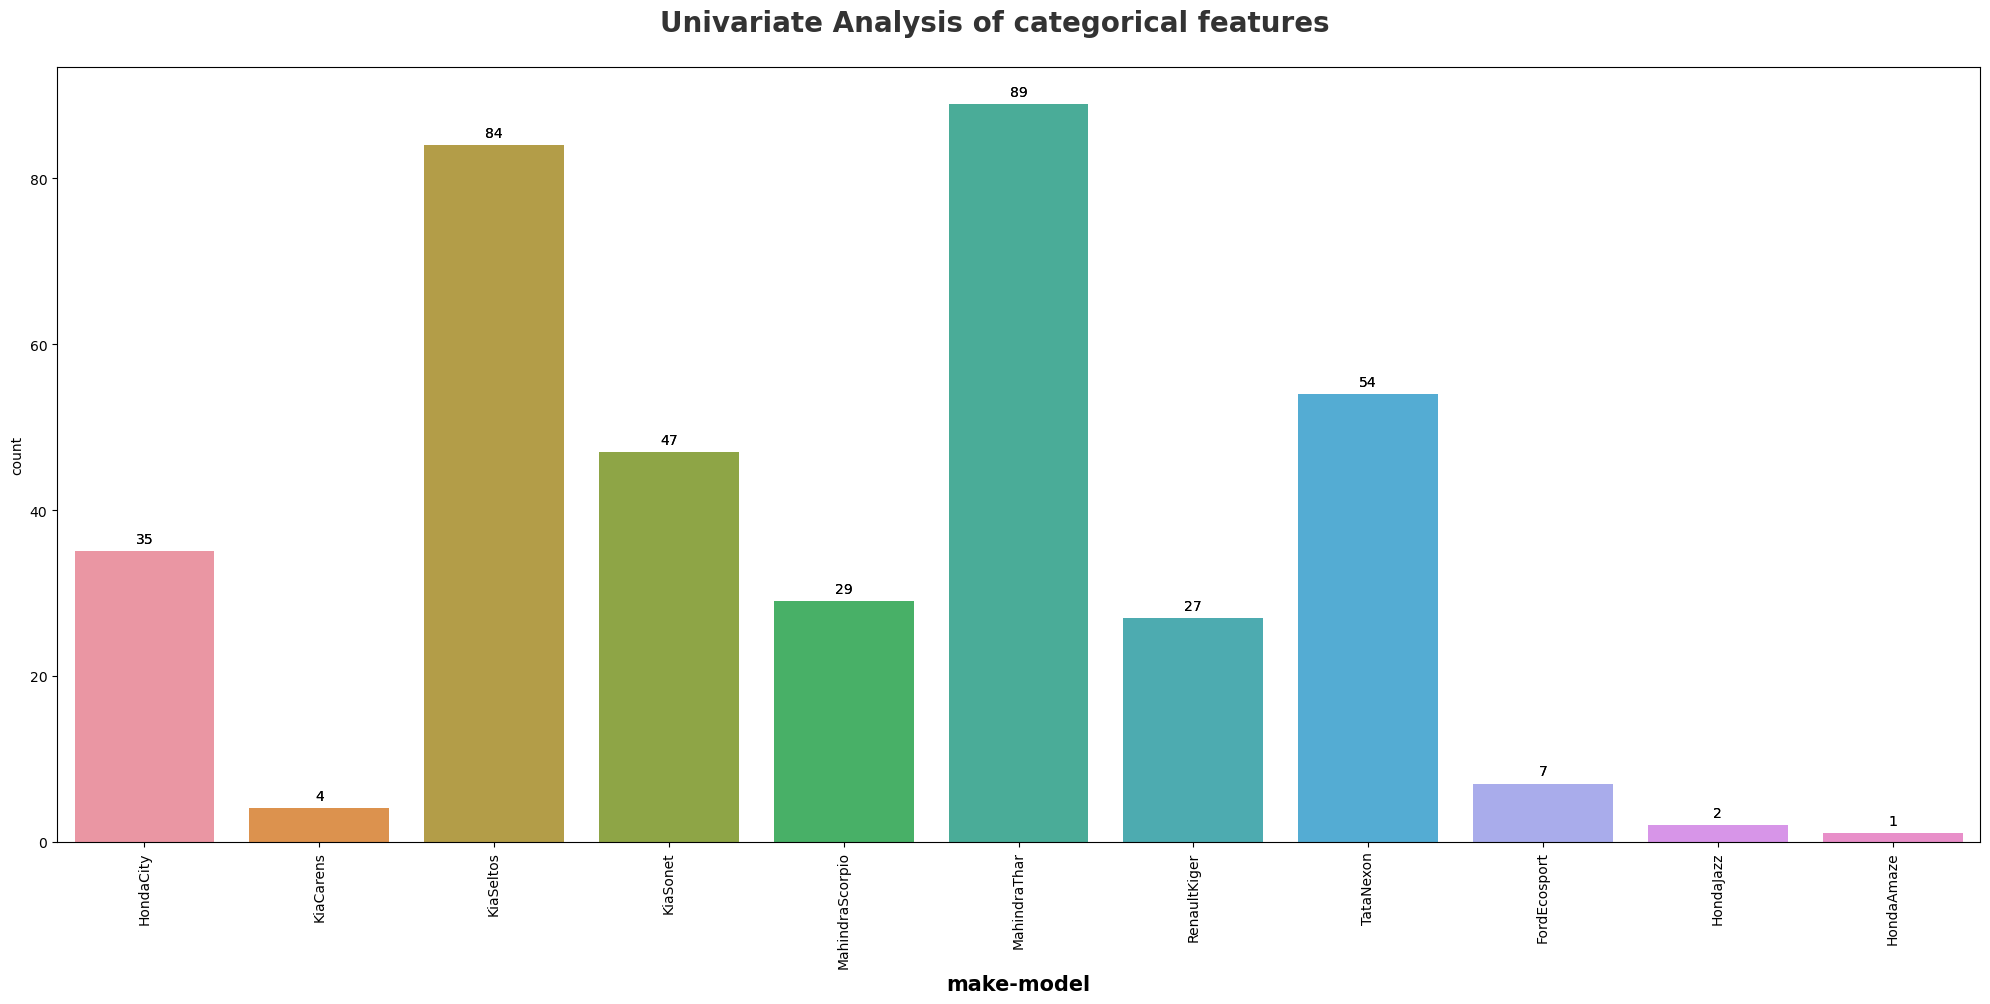 Univariate Analysis of categorical features
89
84
80
60
54
47
count
40
35
29
27
20
7
4
2
1
0
HondaCity
KiaCarens
KiaSeltos
KiaSonet
MahindraScorpio
MahindraThar
RenaultKiger
TataNexon
FordEcosport
HondaJazz
HondaAmaze
make-model